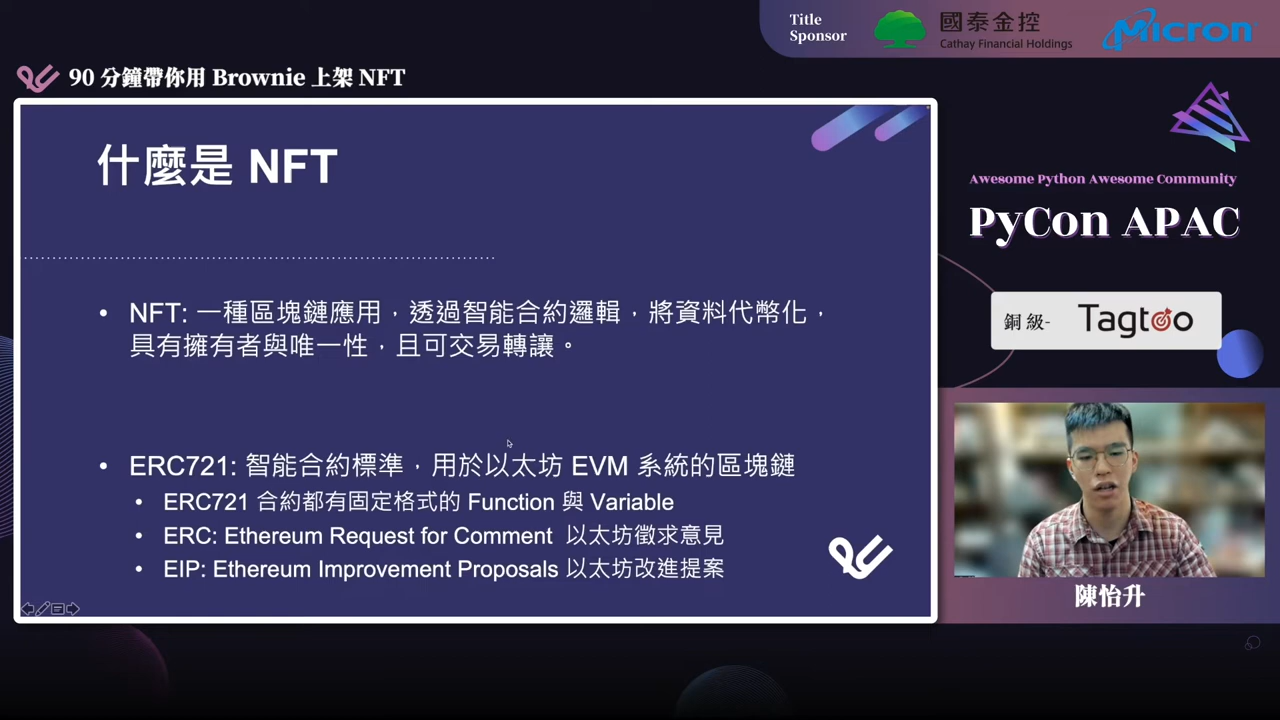 Title
Sponsor
國泰金控
Cathay Financial Holdings
Micron
90 分鐘帶你用 Brownie 上架 NFT
什麼是 NFT
• NFT: 一種區塊鏈應用，透過智能合約邏輯，將資料代幣化，
具有擁有者與唯一性，且可交易轉讓。
• ERC721: 智能合約標準，用於以太坊 EVM 系統的區塊鏈
• ERC721 合約都有固定格式的 Function 與 Variable
• ERC: Ethereum Request for Comment 以太坊徵求意見
• EIP: Ethereum Improvement Proposals 以太坊改進提案
Awesome Python Awesome Community
PyCon APAC
銅級- Tagtoo
陳怡升